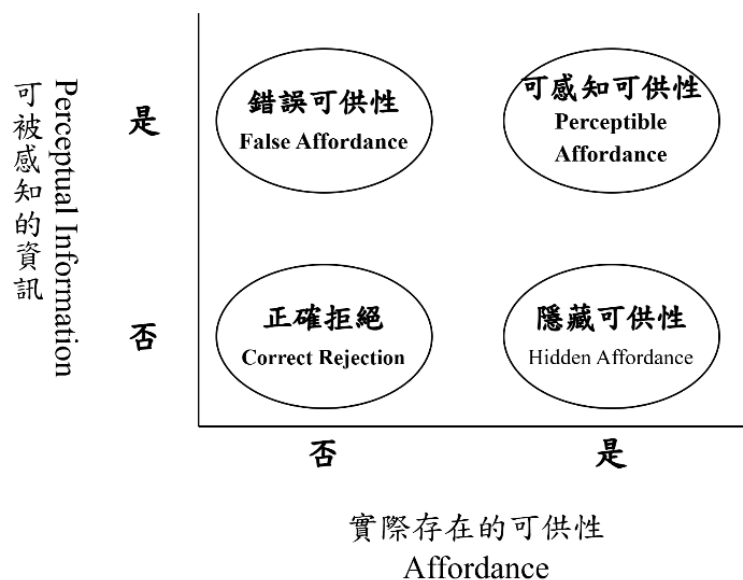 可被感知的資訊
Perceptual Information
是
錯誤可供性
False Affordance
可感知可供性
Perceptible
Affordance
否
正確拒絕
Correct Rejection
隱藏可供性
Hidden Affordance
否
是
實際存在的可供性
Affordance